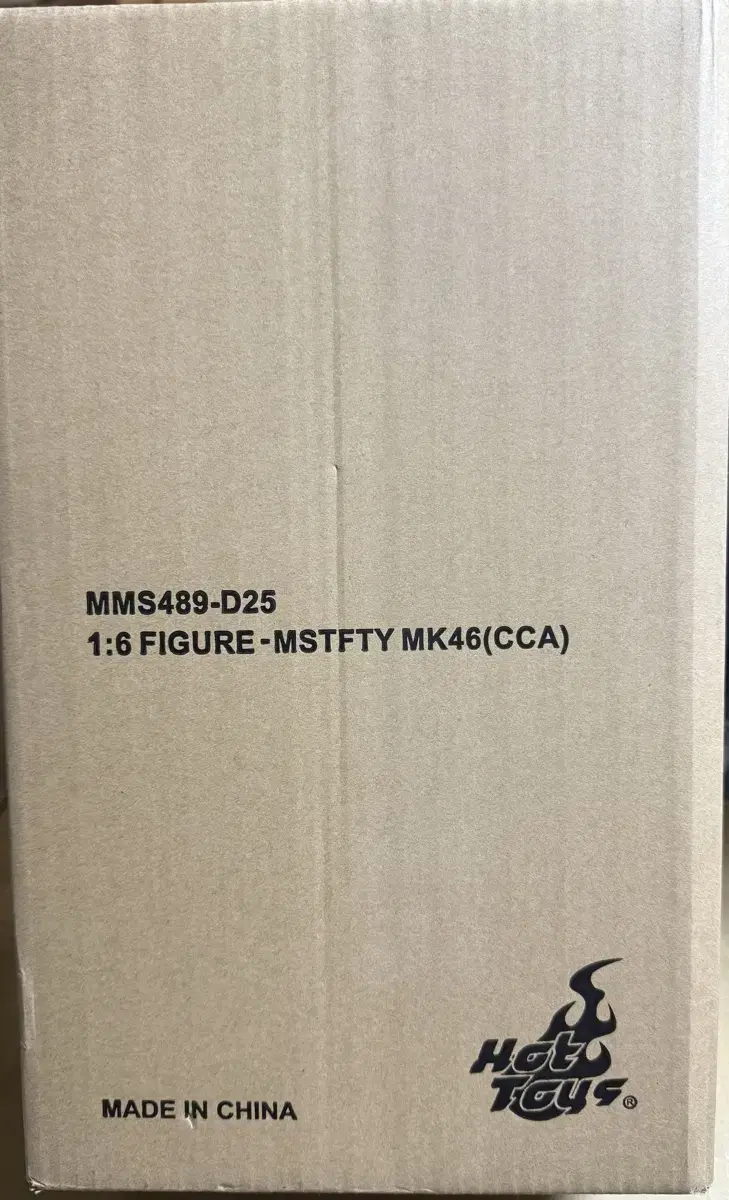 MMS489-D25
1:6 FIGURE-MSTFTY MK46(CCA)
MADE IN CHINA
Hot
Toys®